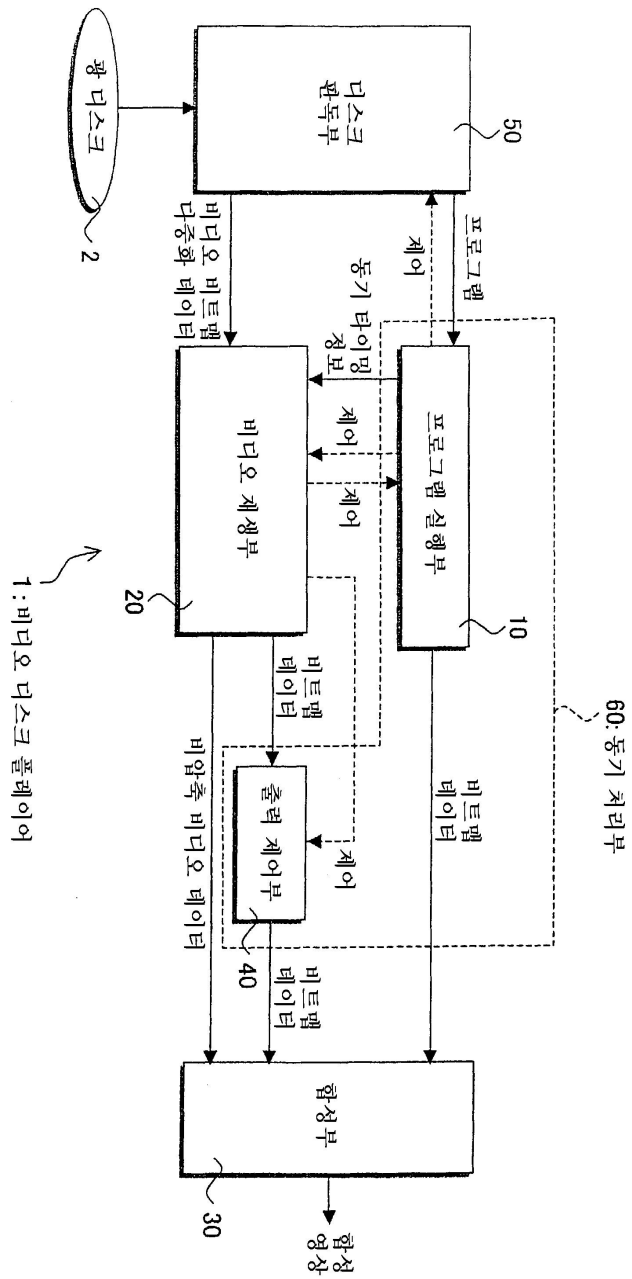 60:동기 처리부
50
디스크
판독부
프로그램
제어
광 디스크
2
비디오 비트맵
다중화 데이터
동기 타이밍
정보
프로그램 실행부
10
제어
제어
비디오 재생부
20
비트맵
데이터
비트맵
데이터
제어
출력 제어부
40
비트맵
데이터
비압축 비디오 데이터
합성부
30
합성
영상
1:비디오 디스크 플레이어